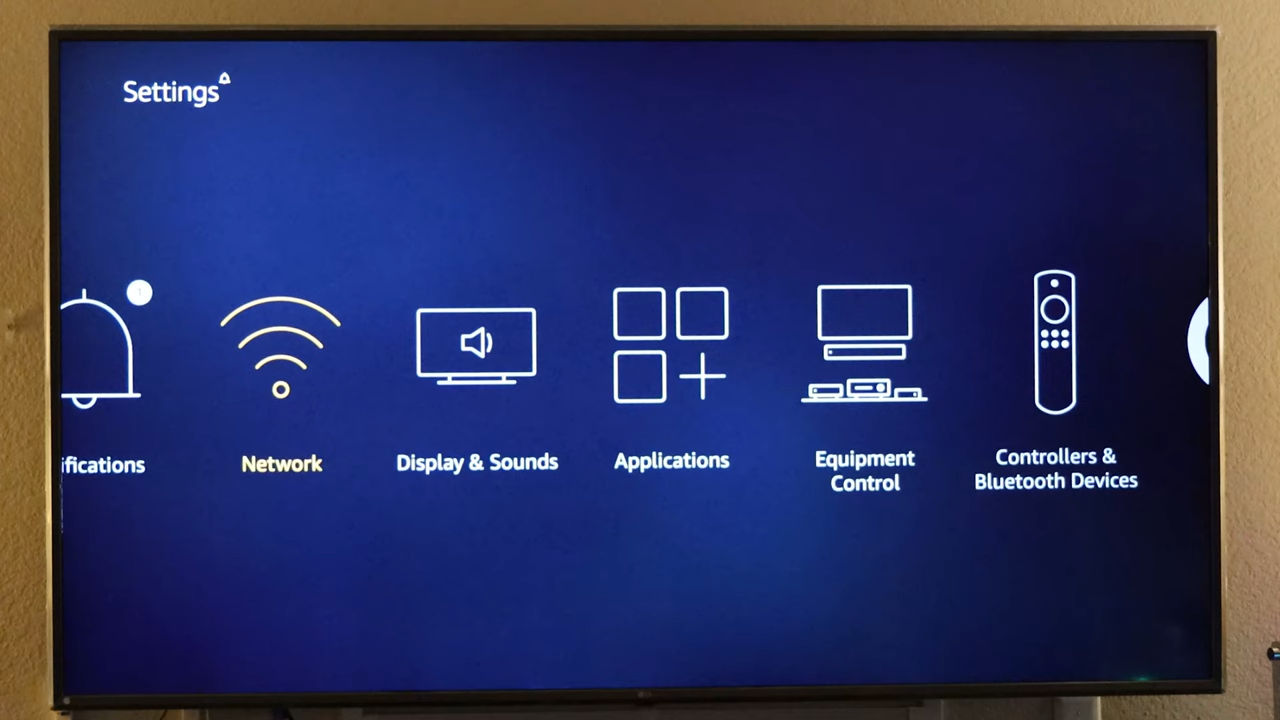 Settings
ifications
Network
Display & Sounds
Applications
Equipment
Control
Controllers &
Bluetooth Devices